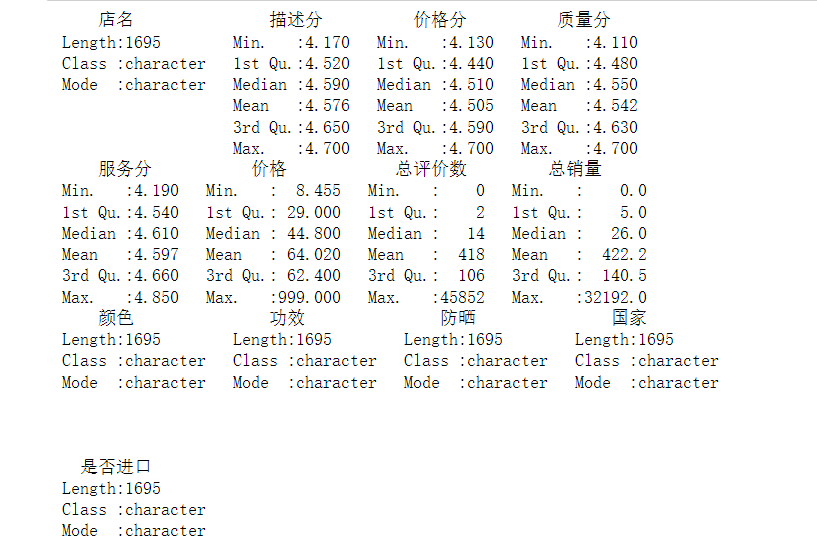 店名 描述分 价格分 质量分
Length:1695 Min. :4.170 Min. :4.130 Min. :4.110
Class :character 1st Qu.:4.520 1st Qu.:4.440 1st Qu.:4.480
Mode :character Median :4.590 Median :4.510 Median :4.550
Mean :4.576 Mean :4.505 Mean :4.542
3rd Qu.:4.650 3rd Qu.:4.590 3rd Qu.:4.630
Max. :4.700 Max. :4.700 Max. :4.700
服务分 价格 总评价数 总销量
Min. :4.190 Min. : 8.455 Min. : 0 Min. : 0.0
1st Qu.:4.540 1st Qu.: 29.000 1st Qu.: 2 1st Qu.: 5.0
Median :4.610 Median : 44.800 Median : 14 Median : 26.0
Mean :4.597 Mean : 64.020 Mean : 418 Mean : 422.2
3rd Qu.:4.660 3rd Qu.: 62.400 3rd Qu.: 106 3rd Qu.: 140.5
Max. :4.850 Max. :999.000 Max. :45852 Max. :32192.0
颜色 功效 防晒 国家
Length:1695 Length:1695 Length:1695 Length:1695
Class :character Class :character Class :character Class :character
Mode :character Mode :character Mode :character Mode :character
是否进口
Length:1695
Class :character
Mode :character